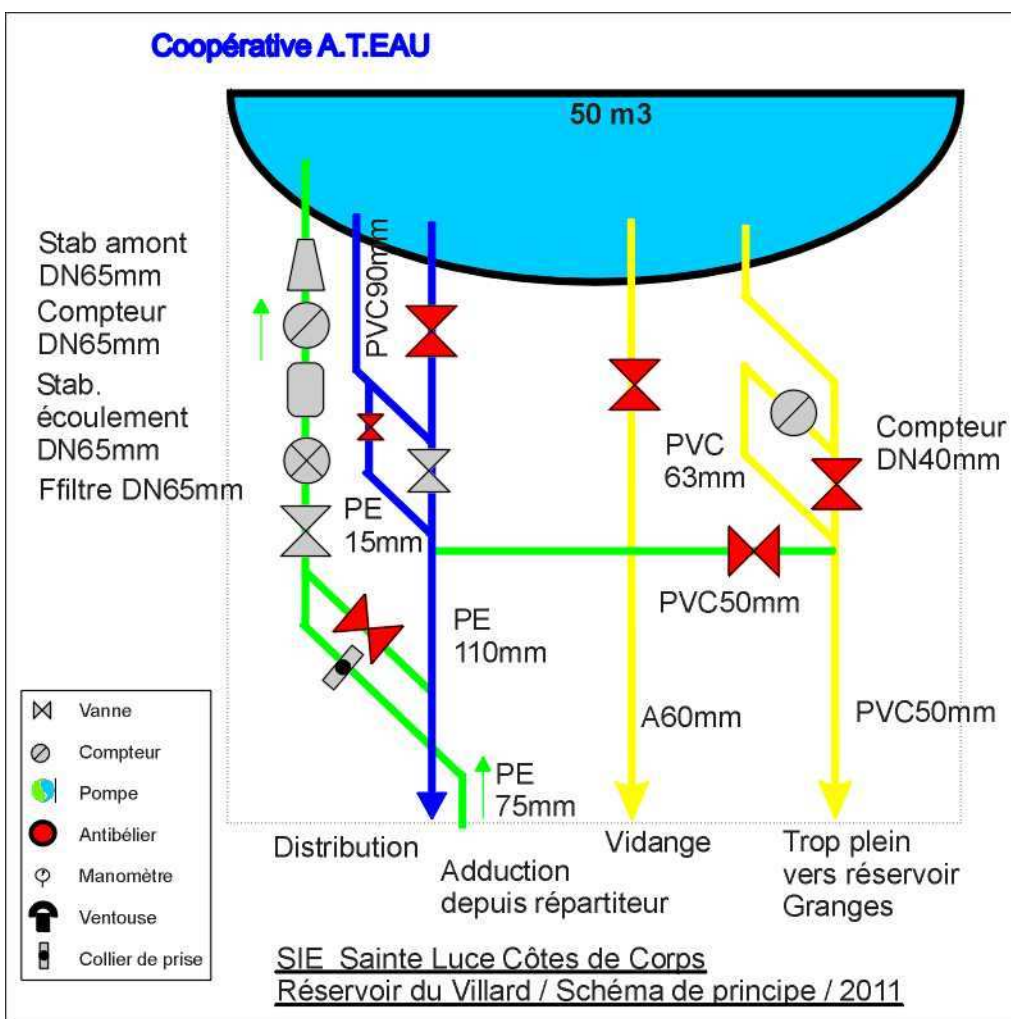 Coopérative A.T.EAU
50 m3
Stab amont
DN65mm
Compteur
DN65mm
Stab.
écoulement
DN65mm
Ffiltre DN65mm
PVC90mm
PE
15mm
PE
110mm
PVC
63mm
Compteur
DN40mm
PVC50mm
A60mm
PVC50mm
PE
75mm
Vanne
Compteur
Pompe
Antibélier
Manomètre
Ventouse
Collier de prise
Distribution
Adduction
depuis répartiteur
Vidange
Trop plein
vers réservoir
Granges
SIE Sainte Luce Côtes de Corps
Réservoir du Villard / Schéma de principe / 2011